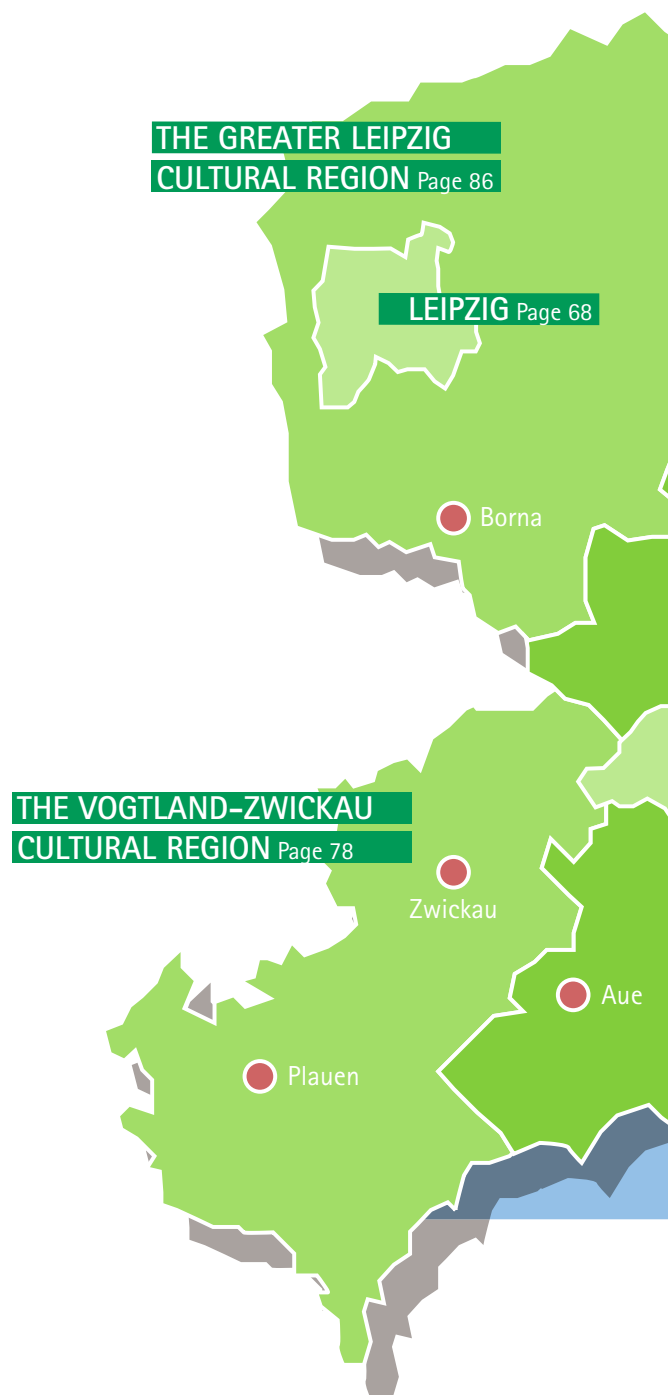 THE GREATER LEIPZIG
CULTURAL REGION Page 86
LEIPZIG Page 68
Borna
THE VOGTLAND-ZWICKAU
CULTURAL REGION Page 78
Zwickau
Aue
Plauen